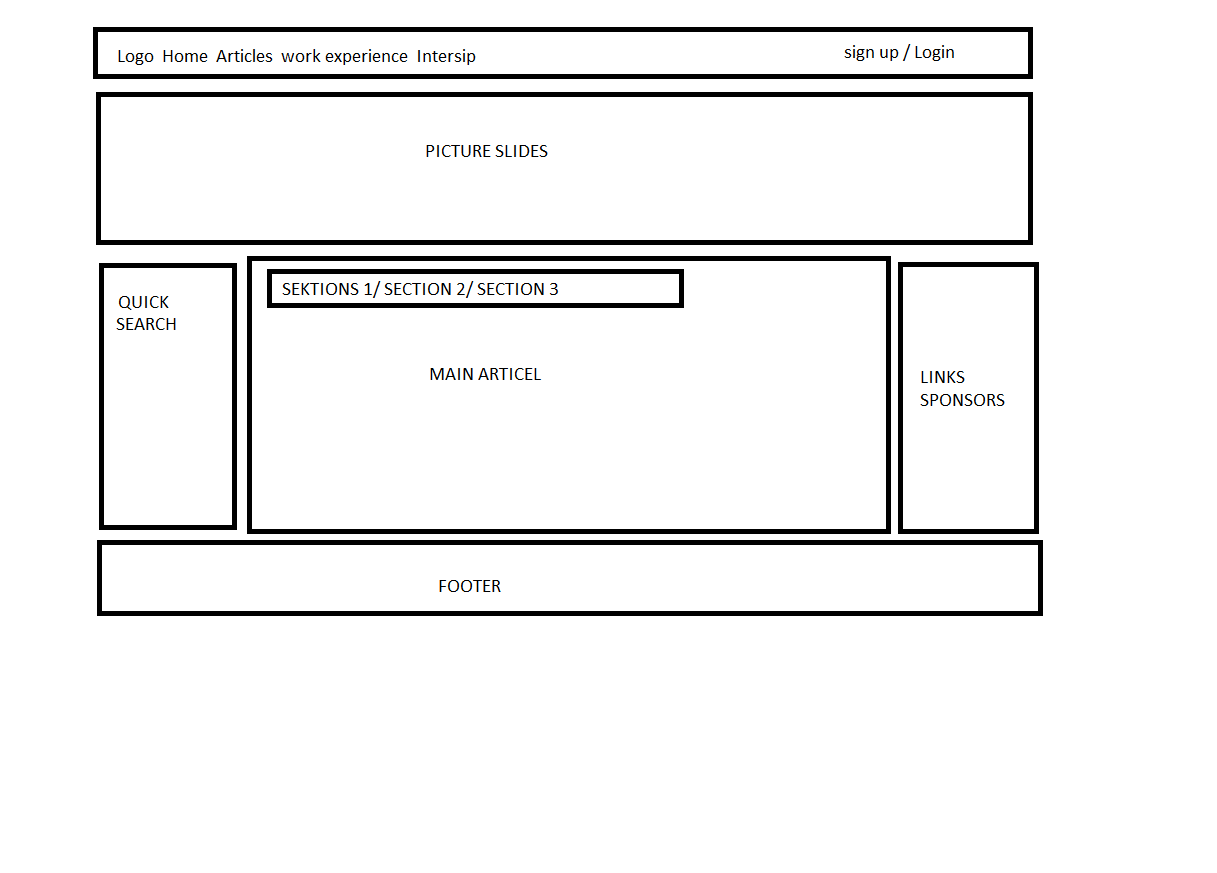 Logo Home Articles work experience Intersip
sign up / Login
PICTURE SLIDES
QUICK
SEARCH
SEKTIONS 1/ SECTION 2/ SECTION 3
MAIN ARTICEL
LINKS
SPONSORS
FOOTER